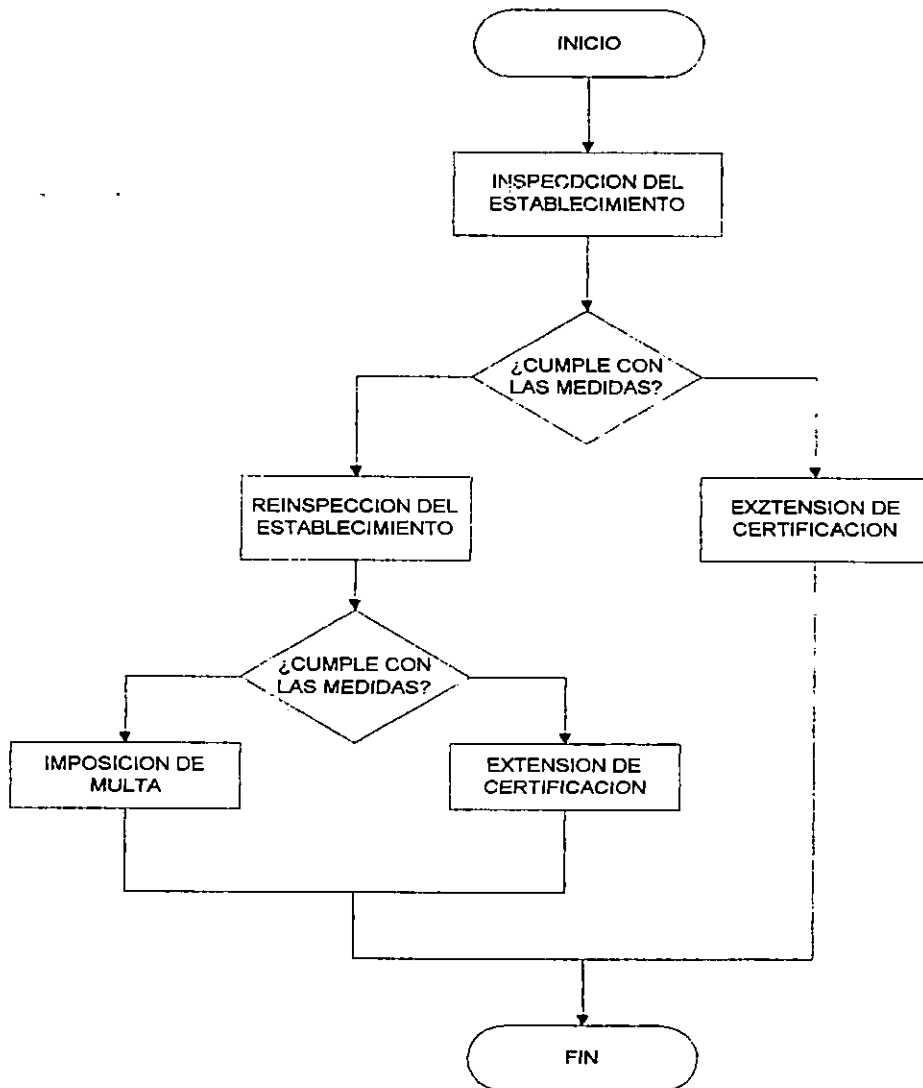 INICIO
INSPECDCION DEL
ESTABLECIMIENTO
¿CUMPLE CON
LAS MEDIDAS?
REINSPECCION DEL
ESTABLECIMIENTO
EXZTENSION DE
CERTIFICACION
¿CUMPLE CON
LAS MEDIDAS?
IMPOSICION DE
MULTA
EXTENSION DE
CERTIFICACION
FIN